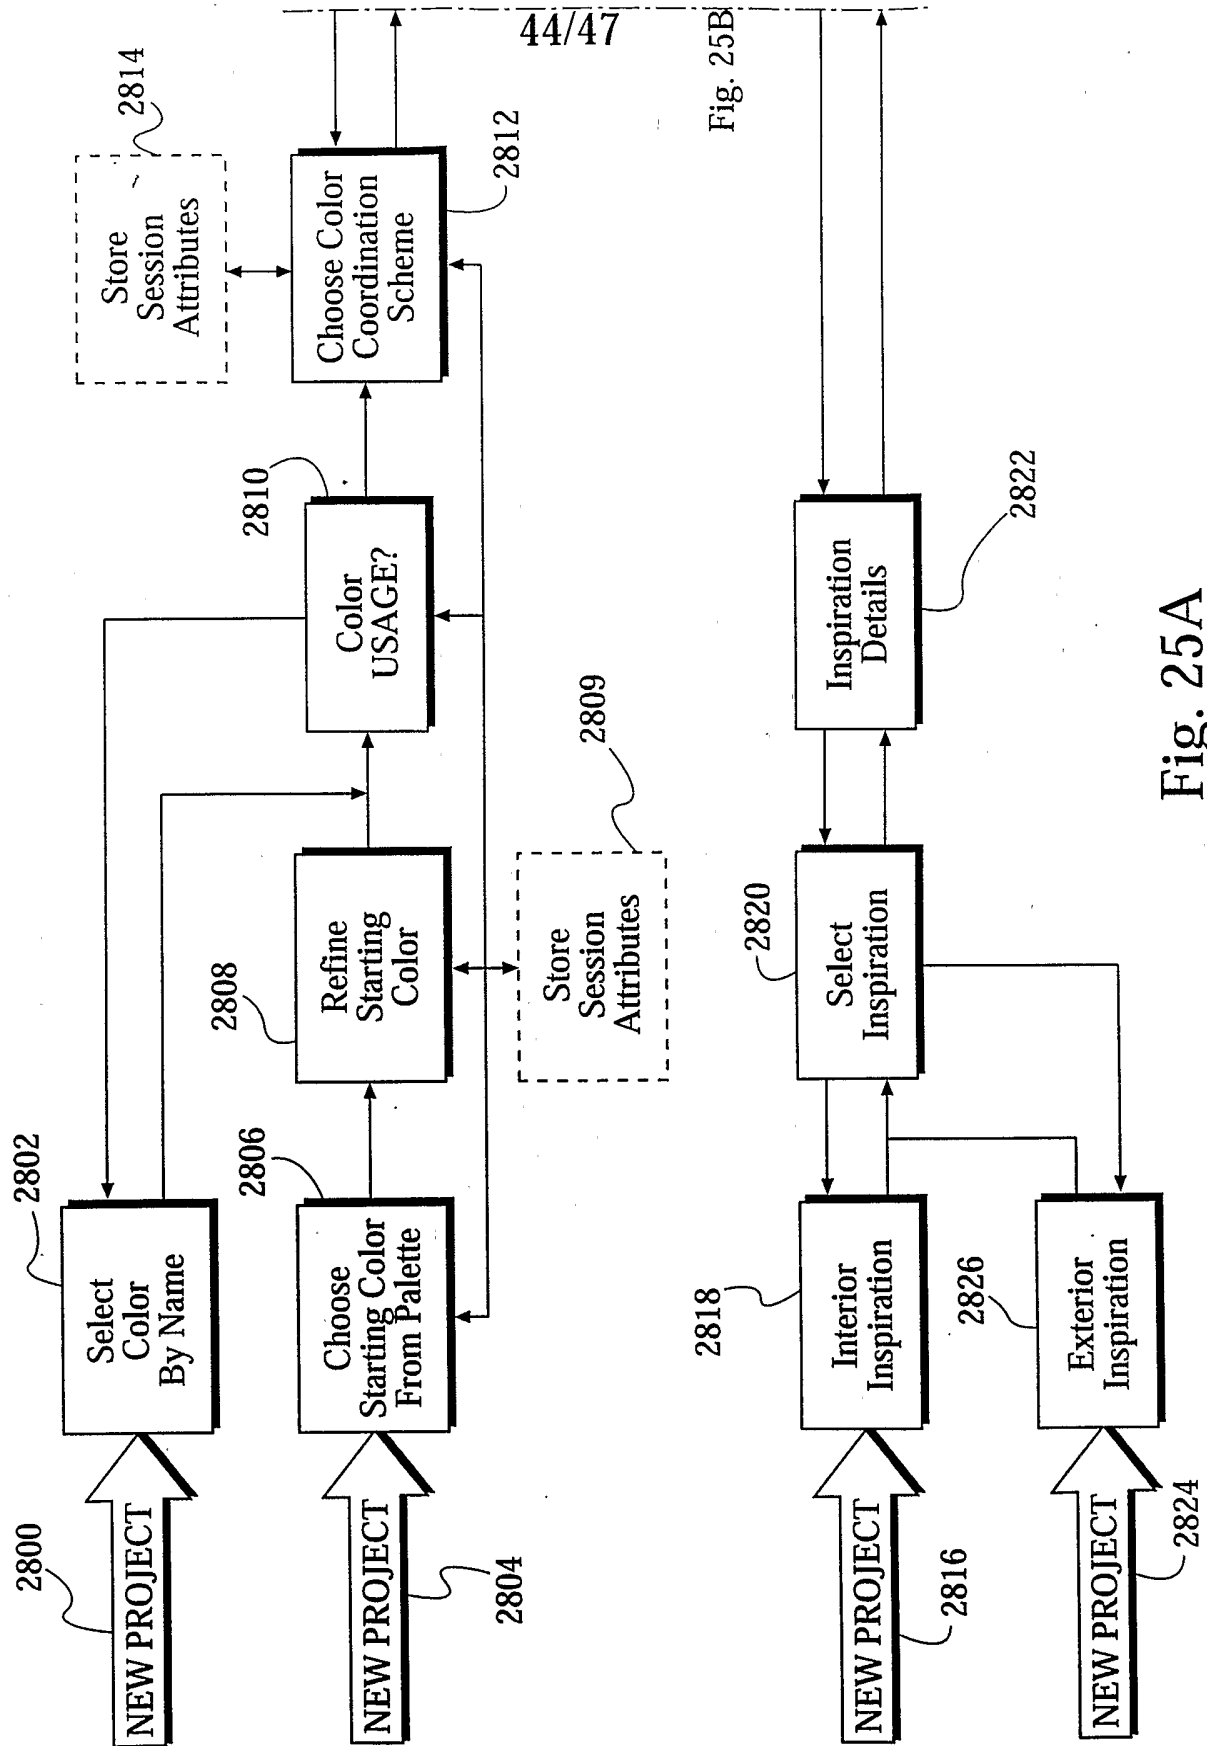 44/47
NEW PROJECT
2800
Select
Color
By Name
2802
NEW PROJECT
2804
Choose
Starting Color
From Palette
2806
Refine
Starting
Color
2808
Store
Session
Attributes
2809
Color
USAGE?
2810
Choose Color
Coordination
Scheme
2812
Store
Session
Attributes
2814
Fig. 25B
NEW PROJECT
2816
Interior
Inspiration
2818
Select
Inspiration
2820
Inspiration
Details
2822
NEW PROJECT
2824
Exterior
Inspiration
2826
Fig. 25A